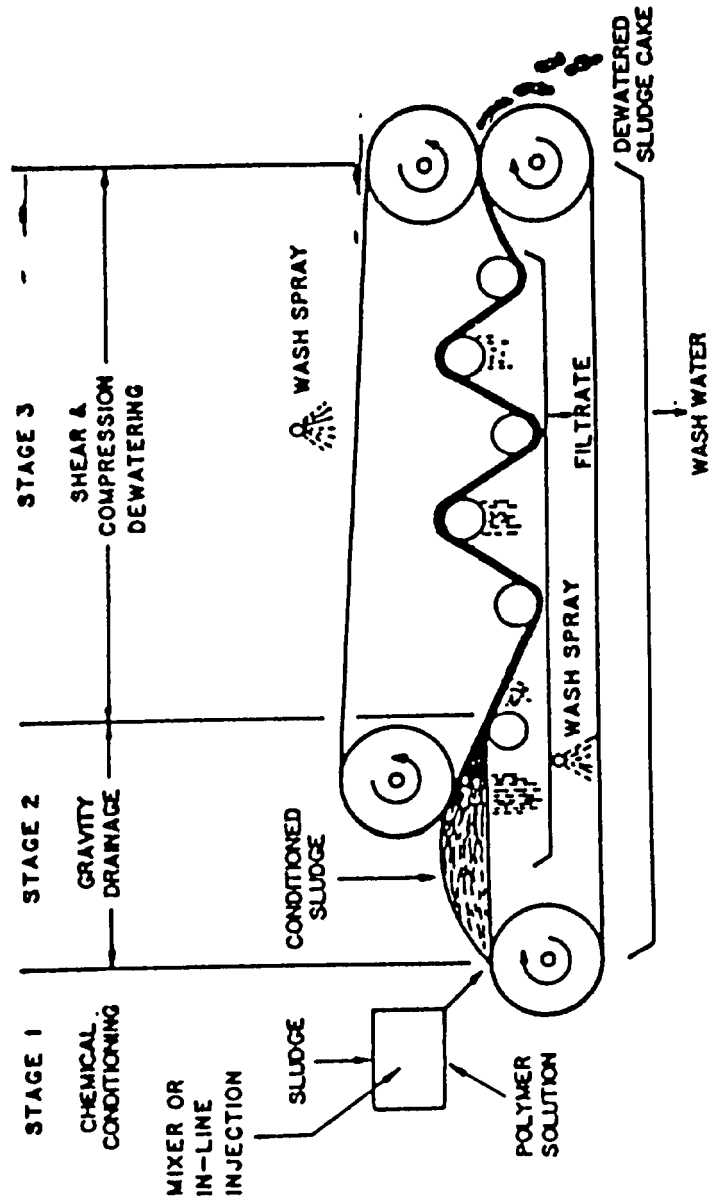 STAGE 1
CHEMICAL
CONDITIONING
STAGE 2
GRAVITY
DRAINAGE
STAGE 3
SHEAR &
COMPRESSION
DEWATERING
MIXER OR
IN-LINE
INJECTION
SLUDGE
POLYMER
SOLUTION
CONDITIONED
SLUDGE
WASH SPRAY
WASH SPRAY
FILTRATE
DEWATERED
SLUDGE CAKE
WASH WATER